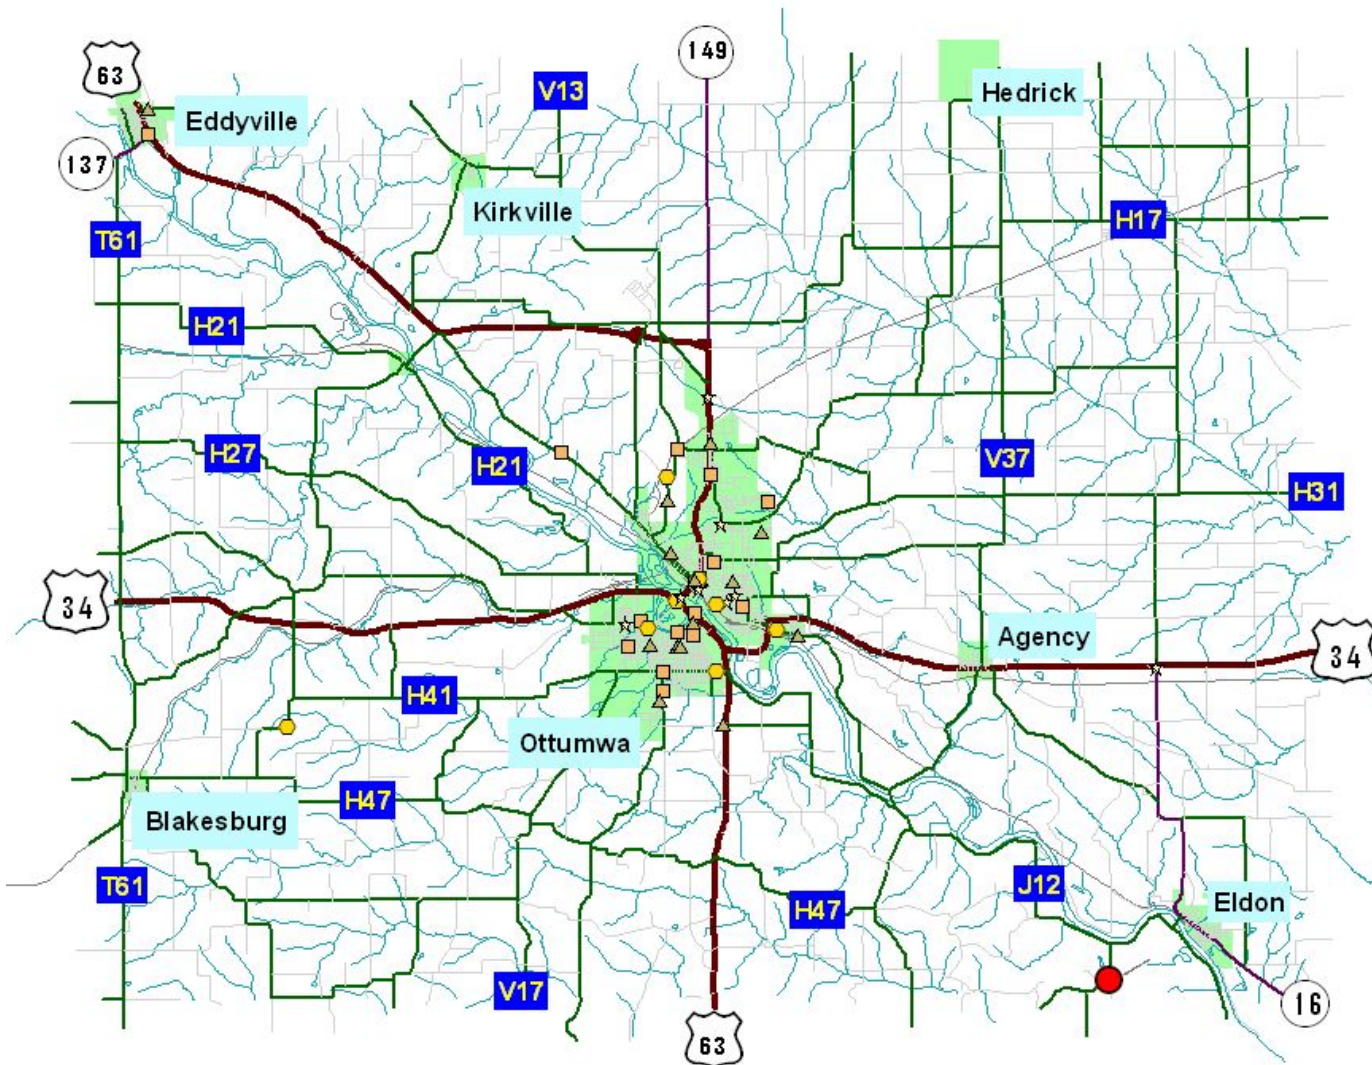 149
63
Hedrick
V13
Eddyville
137
Kirkville
H17
T61
H21
H27
V37
H21
H31
34
Agency
34
H41
Ottumwa
H47
Blakesburg
T61
J12
Eldon
H47
V17
16
63